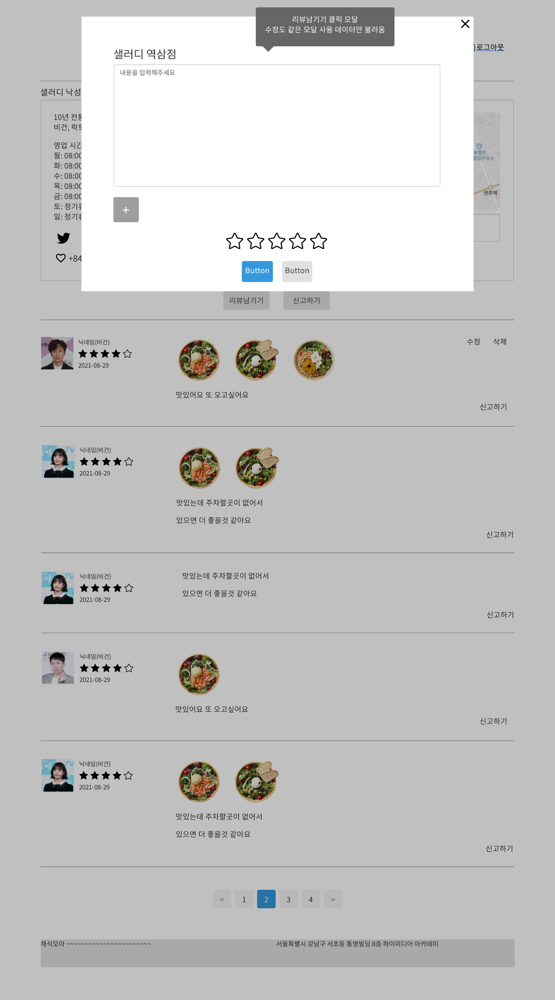 리뷰남기기 클릭 모달
수정도 같은 모달 사용 데이터만 불러옴
)로그아웃
샐러디 역삼점
내용을 입력해주세요
샐러디 낙성
10년 전통
비건, 락토
영업 시간
월: 08:00
화: 08:00
수: 08:00
목: 08:00
금: 08:00
토: 정기휴
일: 정기휴
SK셀프
언주역
+
+84
Button
Button
리뷰남기기
신고하기
닉네임(비건)
2021-08-29
수정
삭제
맛있어요 또 오고싶어요
신고하기
닉네임(비건)
2021-08-29
맛있는데 주차할곳이 없어서
있으면 더 좋을것 같아요
신고하기
닉네임(비건)
2021-08-29
맛있는데 주차할곳이 없어서
있으면 더 좋을것 같아요
신고하기
닉네임(비건)
2021-08-29
맛있어요 또 오고싶어요
신고하기
닉네임(비건)
2021-08-29
맛있는데 주차할곳이 없어서
있으면 더 좋을것 같아요
신고하기
< 1 2 3 4 >
채식모아 ~~~~~~~~~~~~~~~~~~~~~~~
서울특별시 강남구 서초동 통영빌딩 8층 하이미디어 아카데미